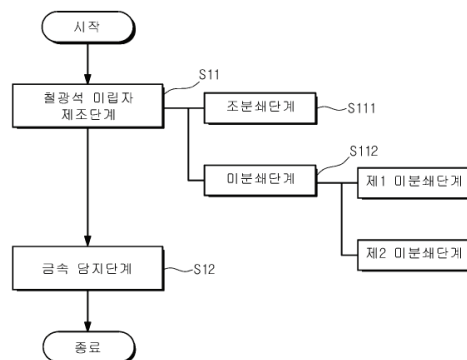 시작
S11
철광석 미립자
제조단계
조분쇄단계
S111
S112
미분쇄단계
제1 미분쇄단계
제2 미분쇄단계
금속 담지단계
S12
종료